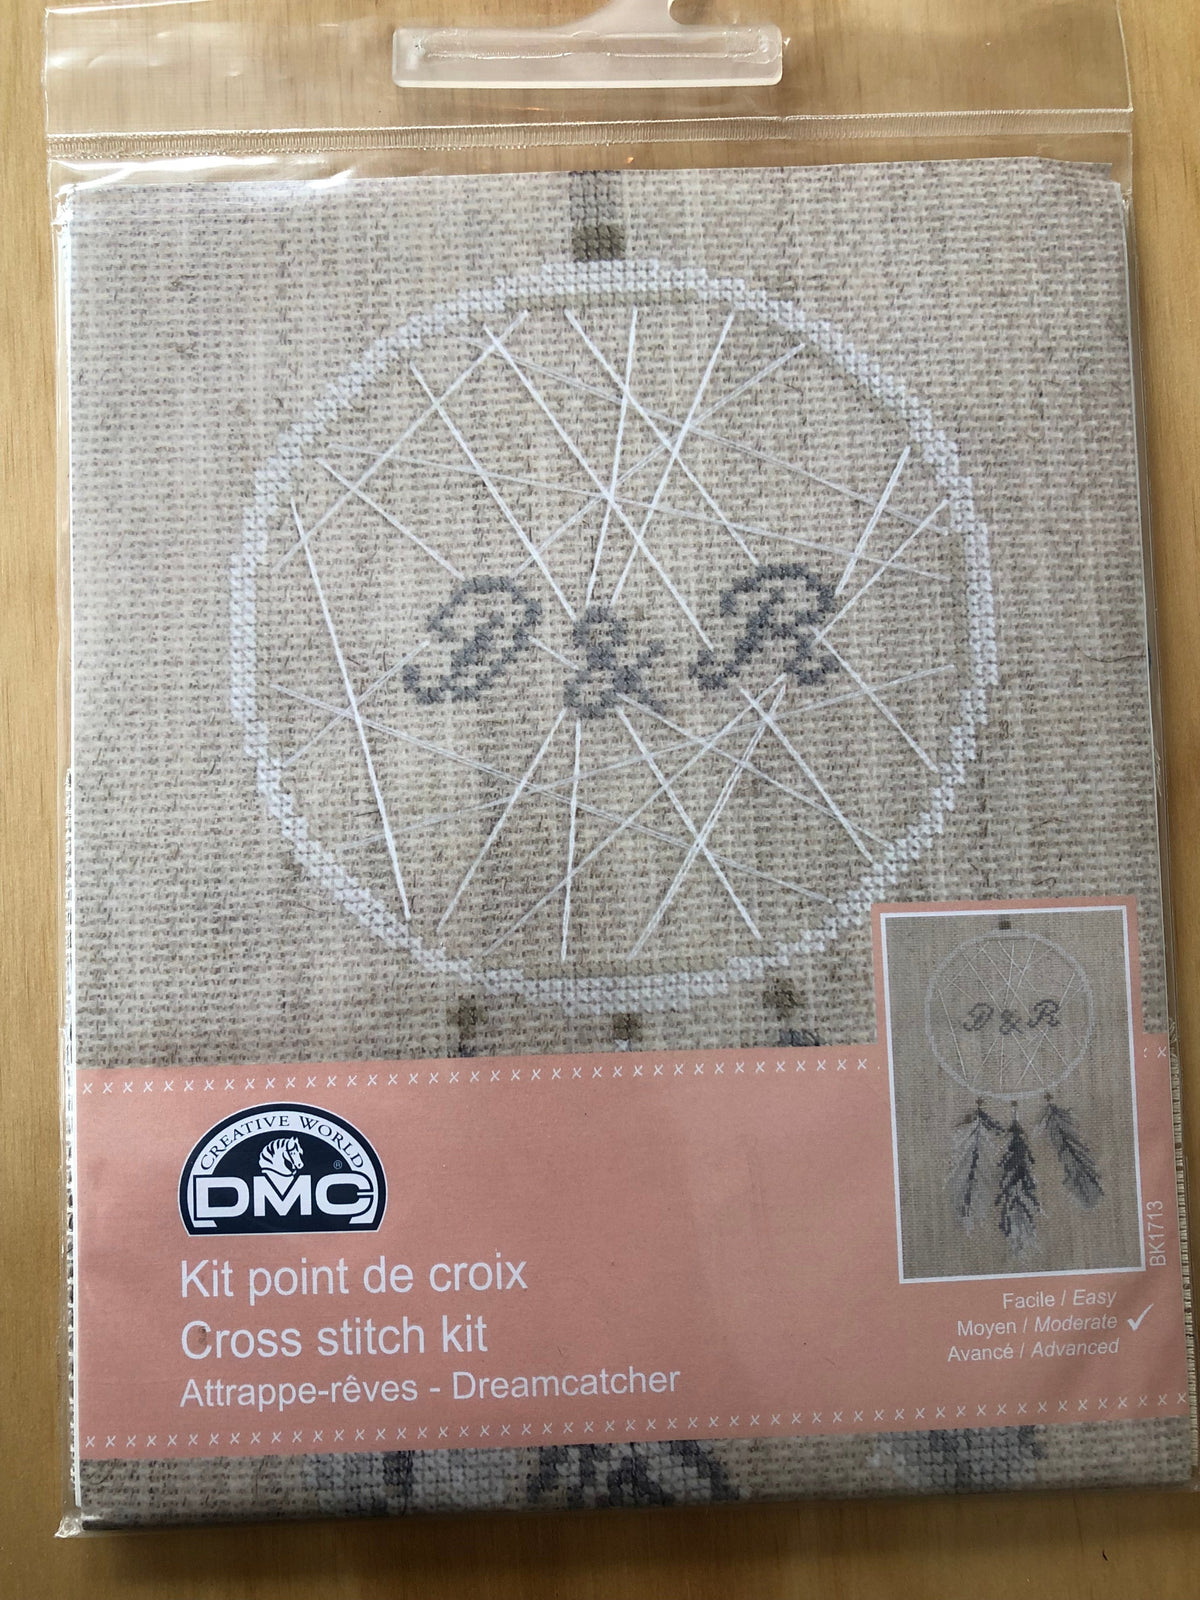 D & R
D & R
CREATIVE WORLD
DMC ®
BK1713
Kit point de croix
Cross stitch kit
Attrappe-rêves - Dreamcatcher
Facile / Easy
Moyen / Moderate ✓
Avancé / Advanced